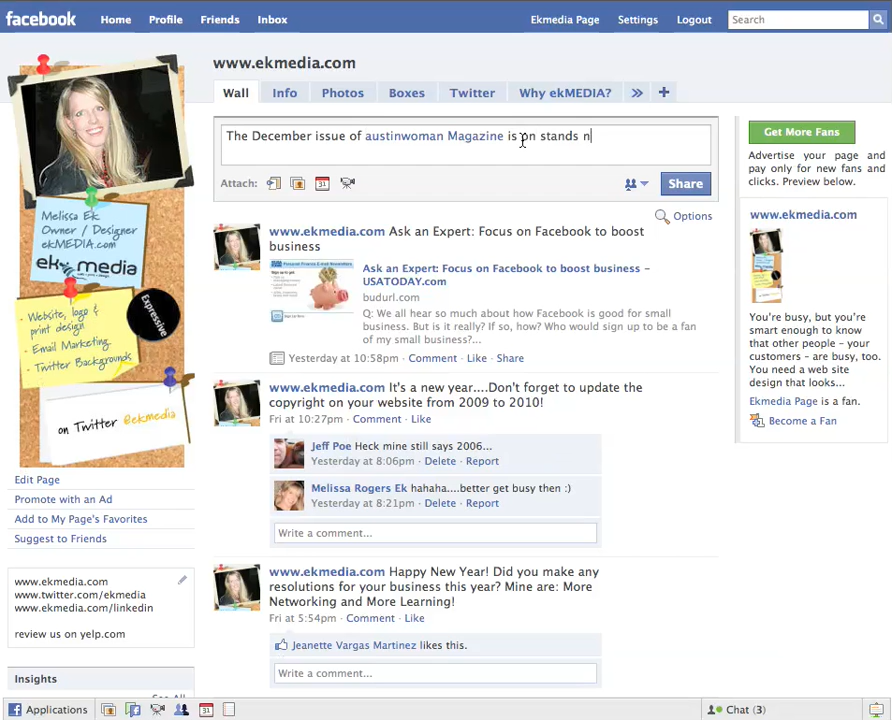 facebook Home Profile Friends Inbox Ekmedia Page Settings Logout Search
www.ekmedia.com
Wall Info Photos Boxes Twitter Why ekMEDIA? » +
The December issue of austinwoman Magazine is on stands n
Attach: Share
Options
Melissa Ek
Owner / Designer
ekMEDIA.com
ek media
Expressive
- Website, logo &
print design
- Email Marketing
- Twitter Backgrounds
on Twitter @ekmedia
Edit Page
Promote with an Ad
Add to My Page's Favorites
Suggest to Friends
www.ekmedia.com
www.twitter.com/ekmedia
www.ekmedia.com/linkedin
review us on yelp.com
Insights
See All
www.ekmedia.com Ask an Expert: Focus on Facebook to boost
business
Ask an Expert: Focus on Facebook to boost business –
USATODAY.com
budurl.com
Q: We all hear so much about how Facebook is good for small
business. But is it really? If so, how? Who would sign up to be a fan
of my small business?...
Yesterday at 10:58pm · Comment · Like · Share
www.ekmedia.com It's a new year....Don't forget to update the
copyright on your website from 2009 to 2010!
Fri at 10:27pm · Comment · Like
Jeff Poe Heck mine still says 2006...
Yesterday at 8:06pm · Delete · Report
Melissa Rogers Ek hahaha....better get busy then :)
Yesterday at 8:21pm · Delete · Report
Write a comment...
www.ekmedia.com Happy New Year! Did you make any
resolutions for your business this year? Mine are: More
Networking and More Learning!
Fri at 5:54pm · Comment · Like
Jeanette Vargas Martinez likes this.
Write a comment...
Get More Fans
Advertise your page and
pay only for new fans and
clicks. Preview below.
www.ekmedia.com
You're busy, but you're
smart enough to know
that other people – your
customers – are busy, too.
You need a web site
design that looks...
Ekmedia Page is a fan.
Become a Fan
Applications 31 Chat (3)